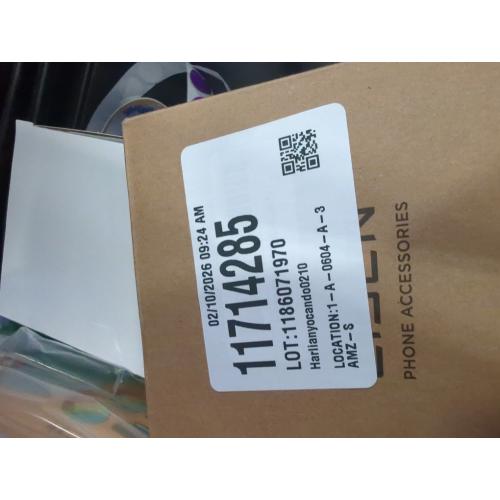 02/10/2026 09:24 AM
11714285
LOT:1186071970
Harlianyocando0210
LOCATION:1-A-0604-A-3
AMZ-S
PHONE ACCESSORIES